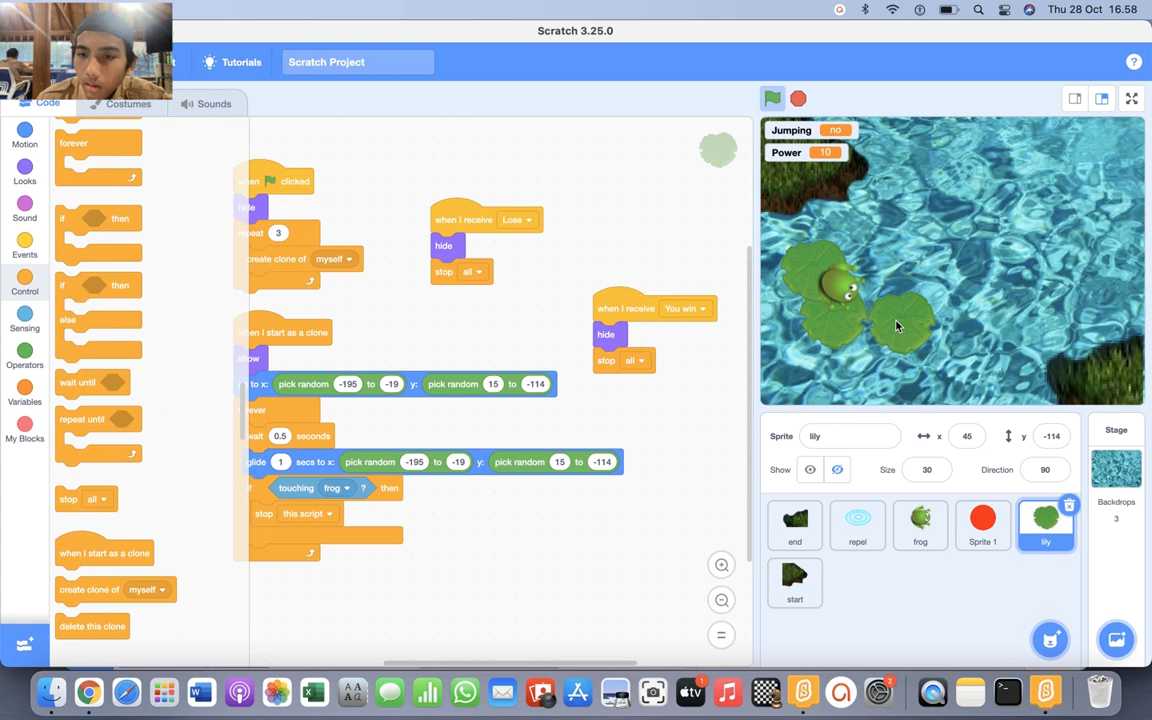 Thu 28 Oct 16.58
Scratch 3.25.0
Tutorials
Scratch Project
?
Code
Costumes
Sounds
Motion
Looks
Sound
Events
Control
Sensing
Operators
Variables
My Blocks
forever
if then
if then
else
wait until
repeat until
stop all
when I start as a clone
create clone of myself
delete this clone
when clicked
hide
repeat 3
create clone of myself
when I receive Lose
hide
stop all
when I receive You win
hide
stop all
when I start as a clone
show
to x: pick random -195 to -19 y: pick random 15 to -114
ever
wait 0.5 seconds
glide 1 secs to x: pick random -195 to -19 y: pick random 15 to -114
if touching frog ? then
stop this script
Jumping no
Power 10
Sprite lily x 45 y -114
Show Size 30 Direction 90
end
repel
frog
Sprite 1
lily
start
Stage
Backdrops
3
1
2